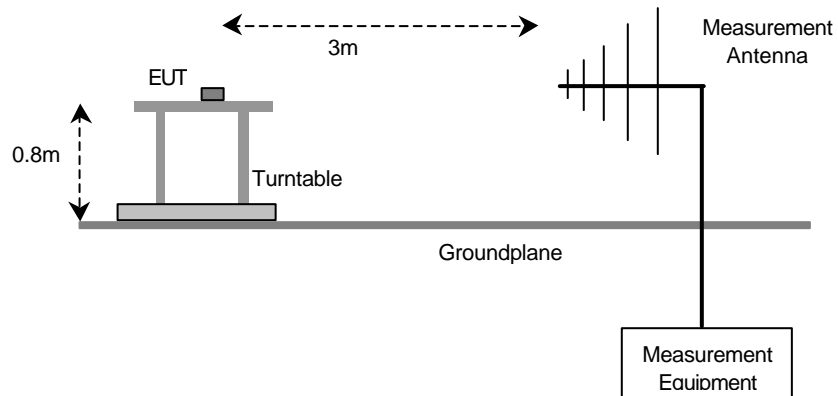 3m
Measurement
Antenna
EUT
0.8m
Turntable
Groundplane
Measurement
Equipment